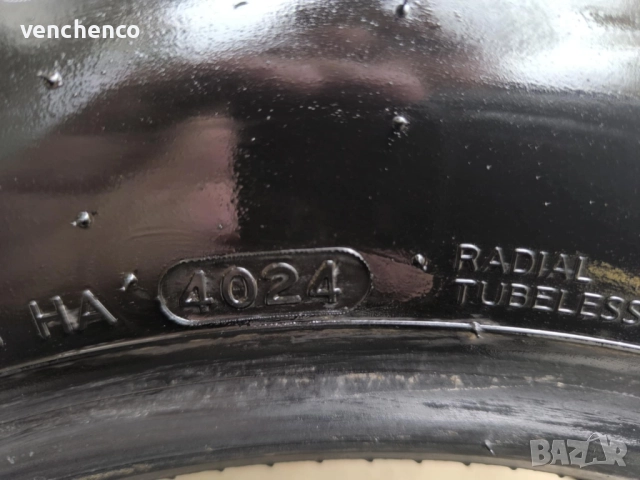 venchenco
HA 4024
RADIAL
TUBELESS
BAZAR